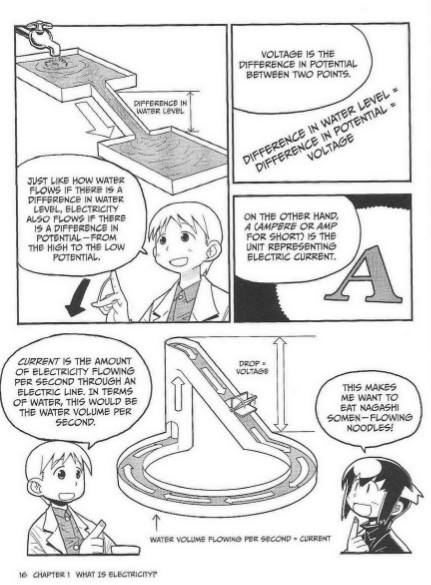 DIFFERENCE IN
WATER LEVEL
JUST LIKE HOW WATER
FLOWS IF THERE IS A
DIFFERENCE IN WATER
LEVEL, ELECTRICITY
ALSO FLOWS IF THERE
IS A DIFFERENCE IN
POTENTIAL—FROM
THE HIGH TO THE LOW
POTENTIAL.
VOLTAGE IS THE
DIFFERENCE IN POTENTIAL
BETWEEN TWO POINTS.
DIFFERENCE IN WATER LEVEL =
DIFFERENCE IN POTENTIAL =
VOLTAGE
ON THE OTHER HAND,
A (AMPERE OR AMP
FOR SHORT) IS THE
UNIT REPRESENTING
ELECTRIC CURRENT.
A
CURRENT IS THE AMOUNT
OF ELECTRICITY FLOWING
PER SECOND THROUGH AN
ELECTRIC LINE. IN TERMS
OF WATER, THIS WOULD BE
THE WATER VOLUME PER
SECOND.
DROP =
VOLTAGE
THIS MAKES
ME WANT TO
EAT NAGASHI
SOMEN—FLOWING
NOODLES!
WATER VOLUME FLOWING PER SECOND = CURRENT
16 CHAPTER 1 WHAT IS ELECTRICITY?